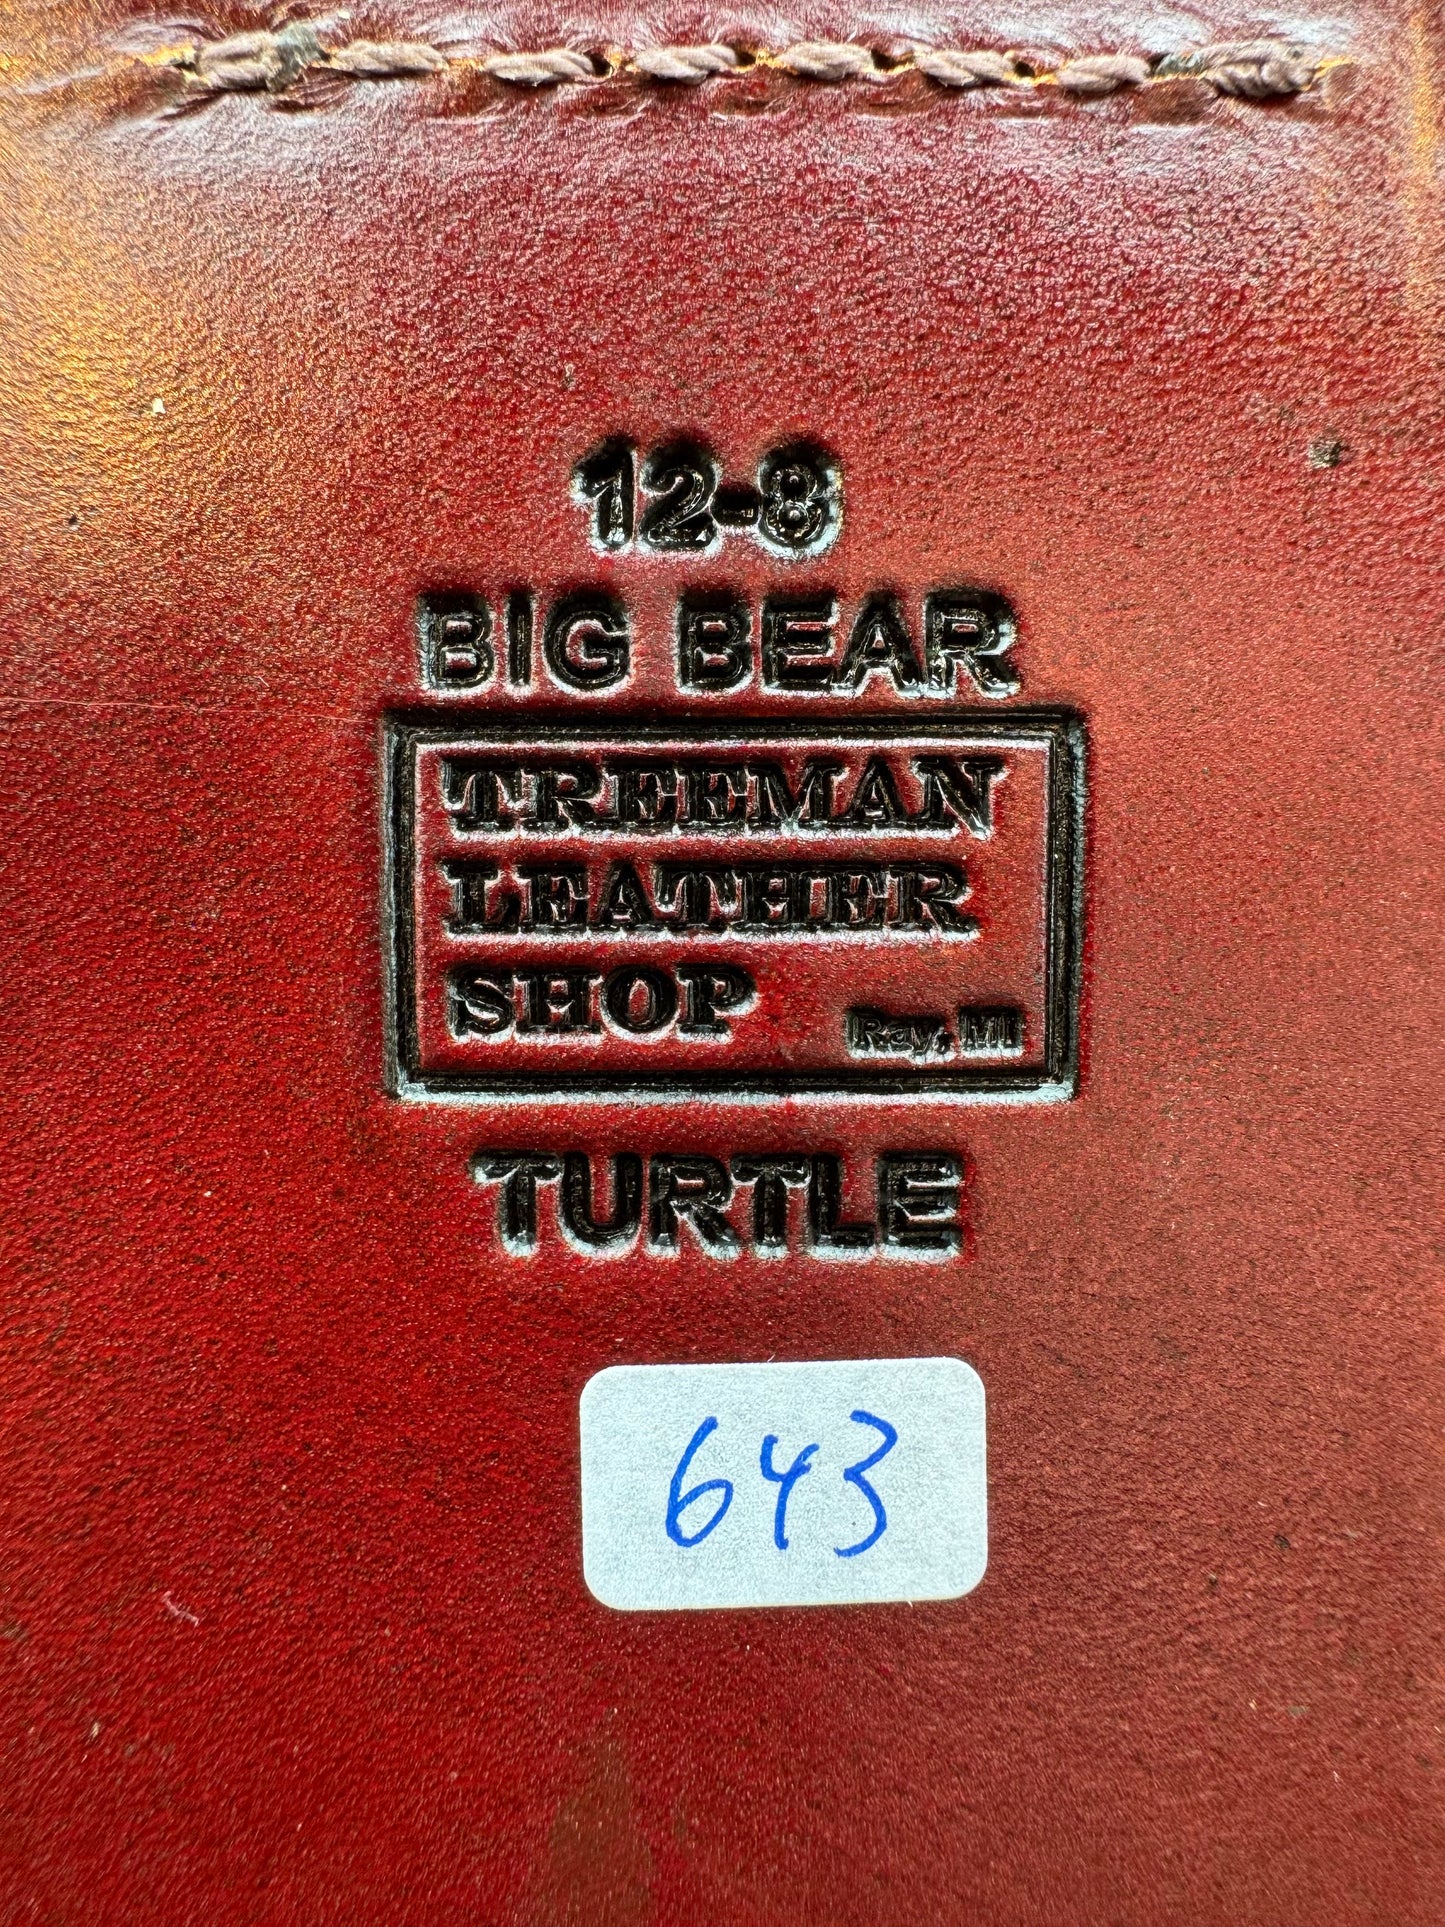 12-8
BIG BEAR
TREEMAN
LEATHER
SHOP Ray, MI
TURTLE
643